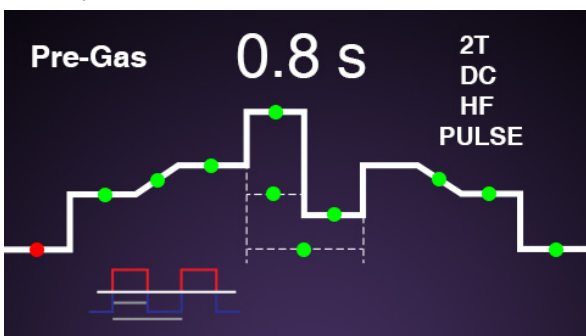 Pre-Gas
0.8 s
2T
DC
HF
PULSE